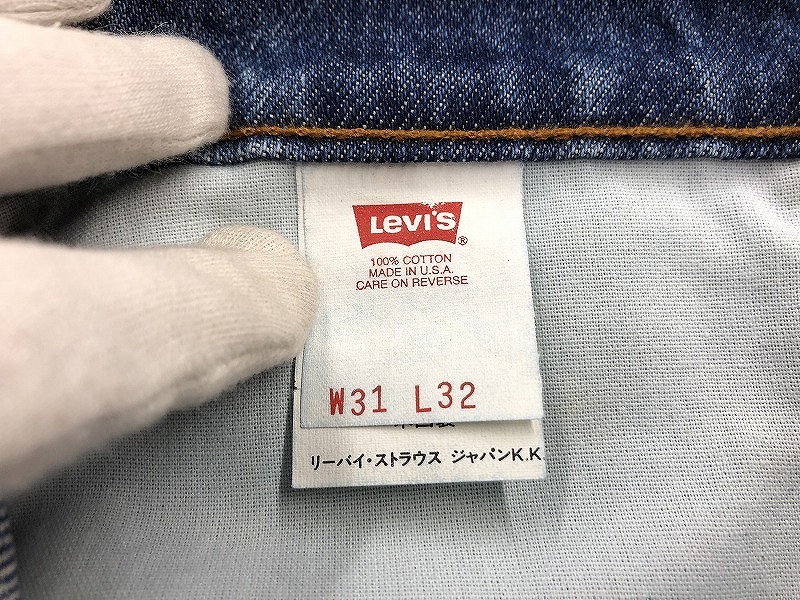 LEVI'S ®
100% COTTON
MADE IN U.S.A.
CARE ON REVERSE
W31 L32
リーバイ・ストラウス ジャパンK.K